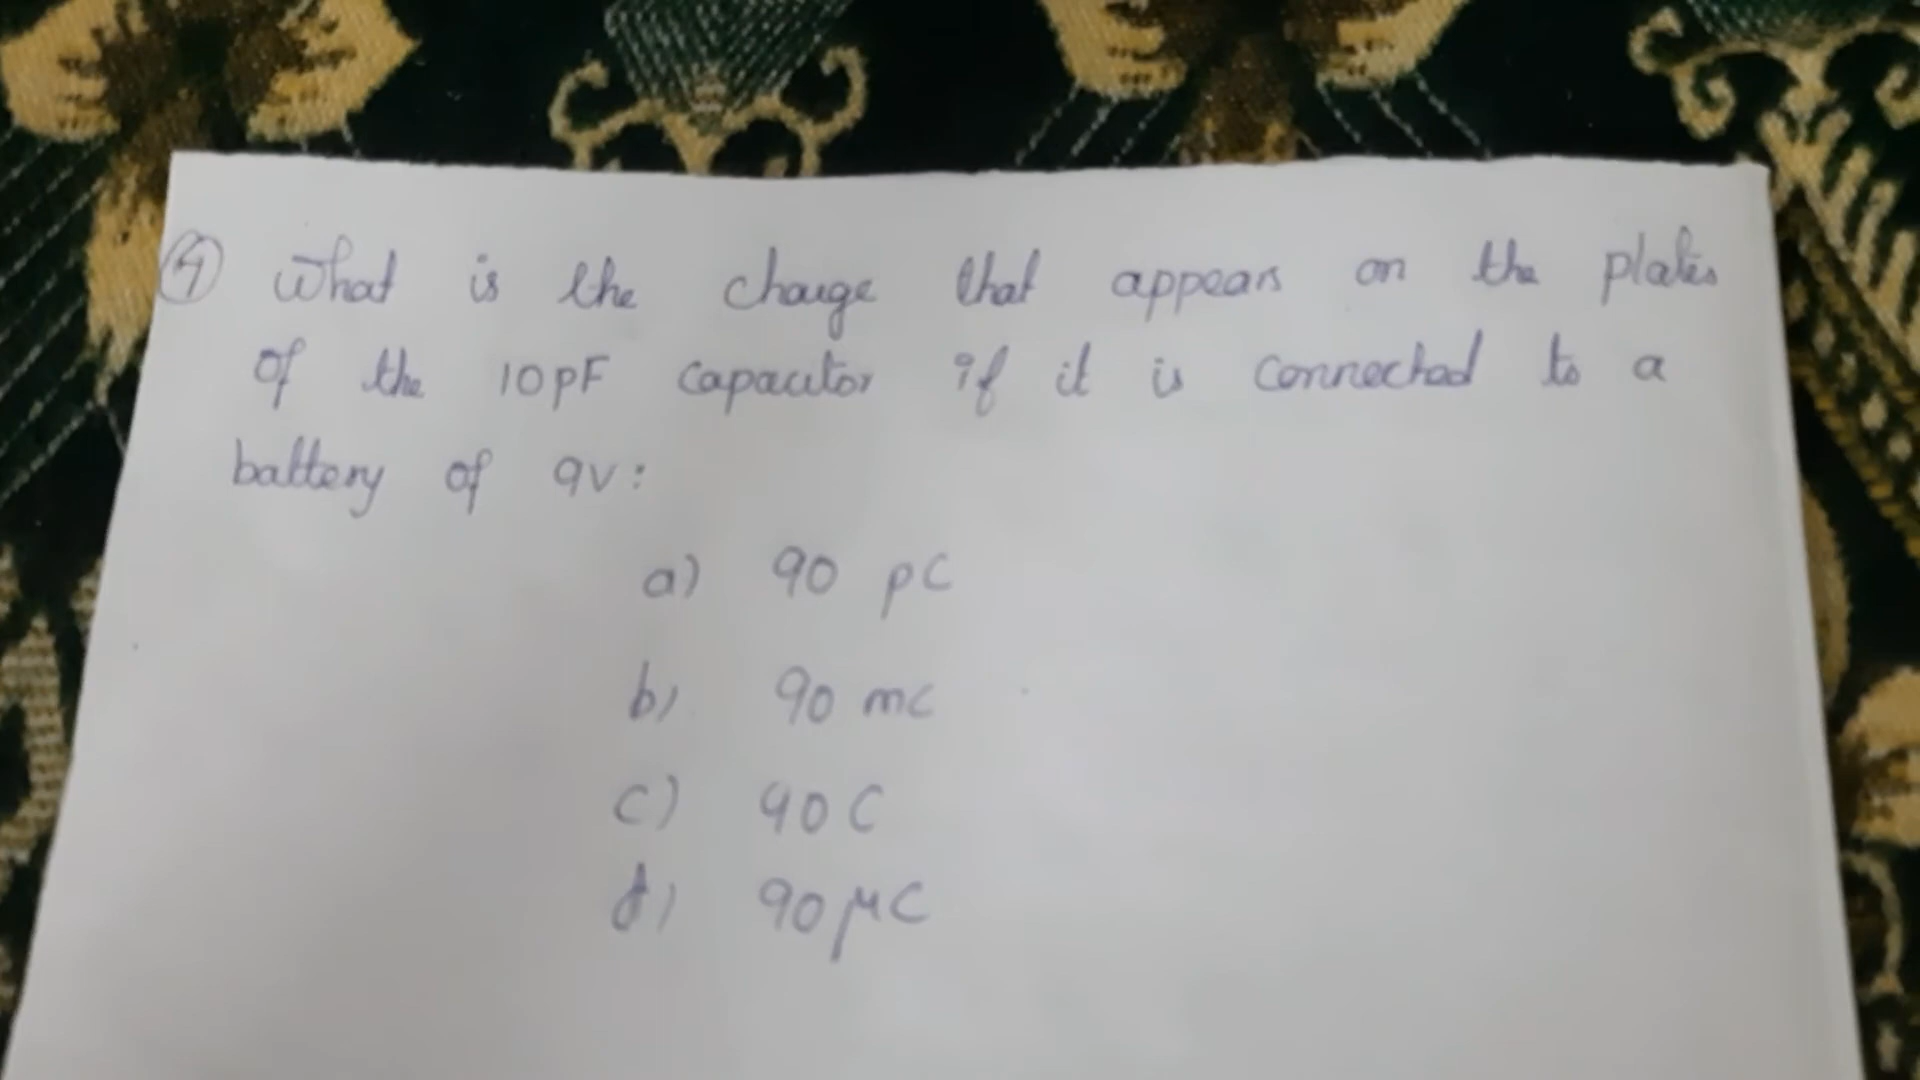 ④ What is the charge that appears on the plates
of the 10pF capacitor if it is connected to a
battery of 9V:
a) 90 pC
b) 90 mC
c) 90 C
d) 90 μC